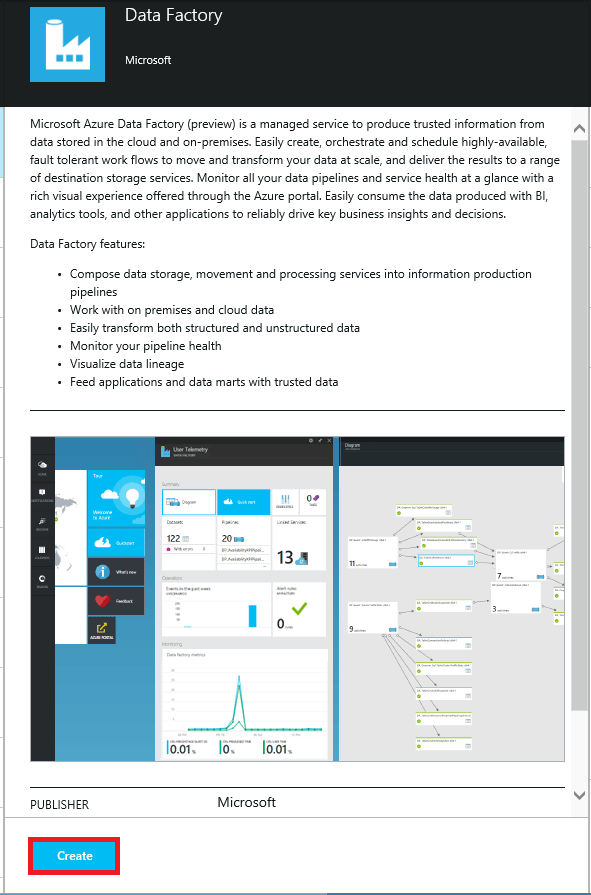 Data Factory
Microsoft
Microsoft Azure Data Factory (preview) is a managed service to produce trusted information from
data stored in the cloud and on-premises. Easily create, orchestrate and schedule highly-available,
fault tolerant work flows to move and transform your data at scale, and deliver the results to a range
of destination storage services. Monitor all your data pipelines and service health at a glance with a
rich visual experience offered through the Azure portal. Easily consume the data produced with BI,
analytics tools, and other applications to reliably drive key business insights and decisions.
Data Factory features:
• Compose data storage, movement and processing services into information production
pipelines
• Work with on premises and cloud data
• Easily transform both structured and unstructured data
• Monitor your pipeline health
• Visualize data lineage
• Feed applications and data marts with trusted data
Tour
Welcome
to Azure
Quickstart
What's new
Feedback
AZURE PORTAL
User Telemetry
DATA FACTORY
Summary
Diagram
Quick start
Datasets
122
With errors
Pipelines
20
Linked Services
13
Operations
Events in the past week
Alert rules
0
Monitoring
Data factory metrics
0.01 %
0 %
0.01 %
Diagram
11
7
3
9
PUBLISHER
Microsoft
Create